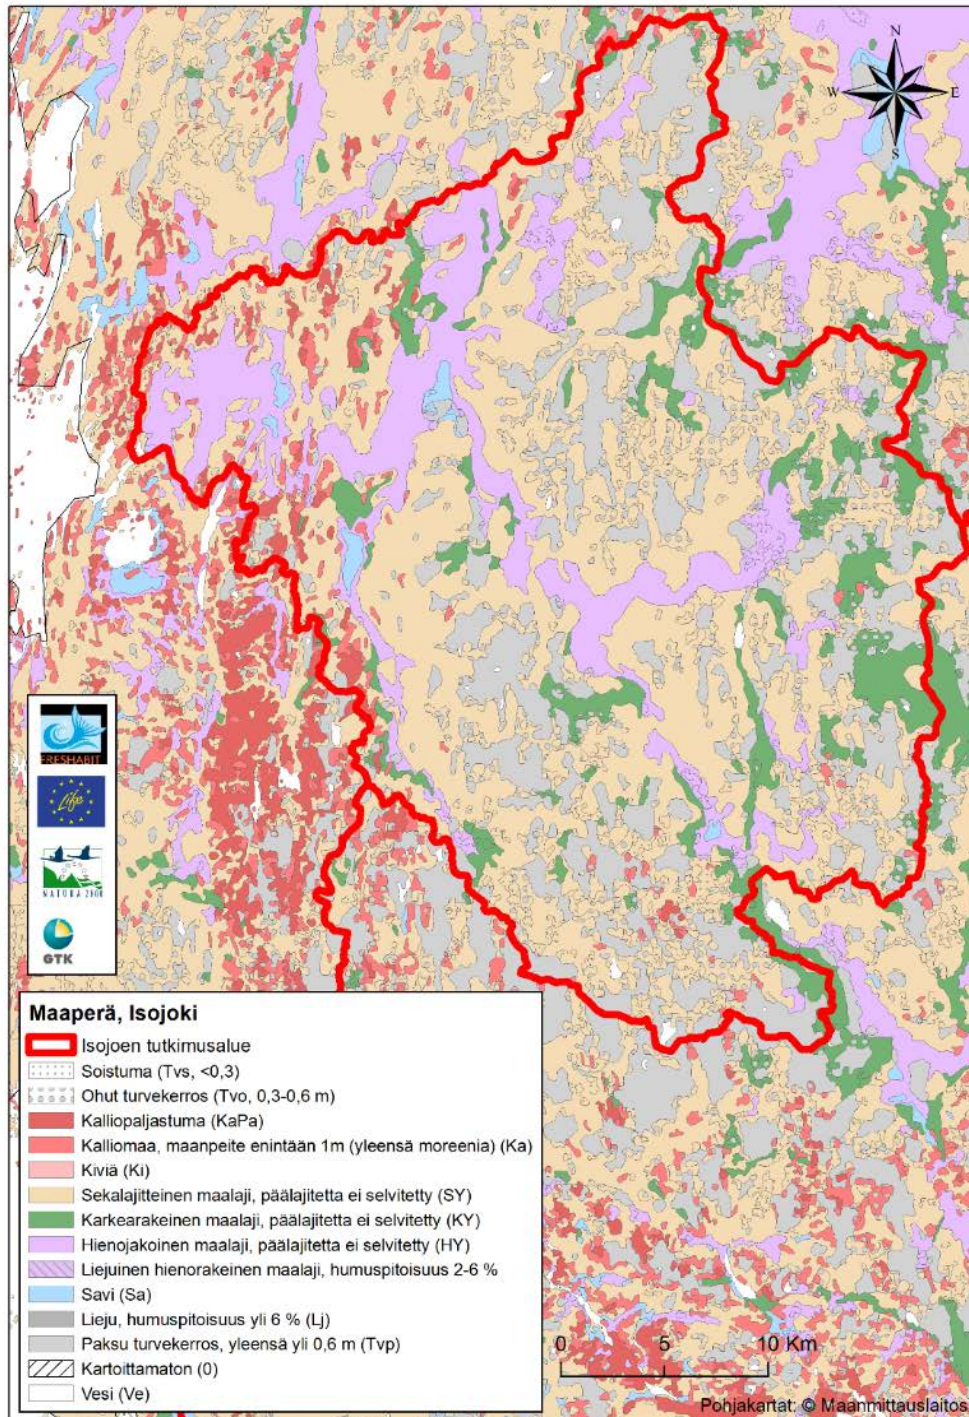 N
W E
S
FRESHABIT
Life
NATURA 2000
GTK
Maaperä, Isojoki
Isojoen tutkimusalue
Soistuma (Tvs, <0,3)
Ohut turvekerros (Tvo, 0,3-0,6 m)
Kalliopaljastuma (KaPa)
Kalliomaa, maanpeite enintään 1m (yleensä moreenia) (Ka)
Kiviä (Ki)
Sekalajitteinen maalaji, päälajitetta ei selvitetty (SY)
Karkearakeinen maalaji, päälajitetta ei selvitetty (KY)
Hienojakoinen maalaji, päälajitetta ei selvitetty (HY)
Liejuinen hienorakeinen maalaji, humuspitoisuus 2-6 %
Savi (Sa)
Lieju, humuspitoisuus yli 6 % (Lj)
Paksu turvekerros, yleensä yli 0,6 m (Tvp)
Kartoittamaton (0)
Vesi (Ve)
0 5 10 Km
Pohjakartat: © Maanmittauslaitos